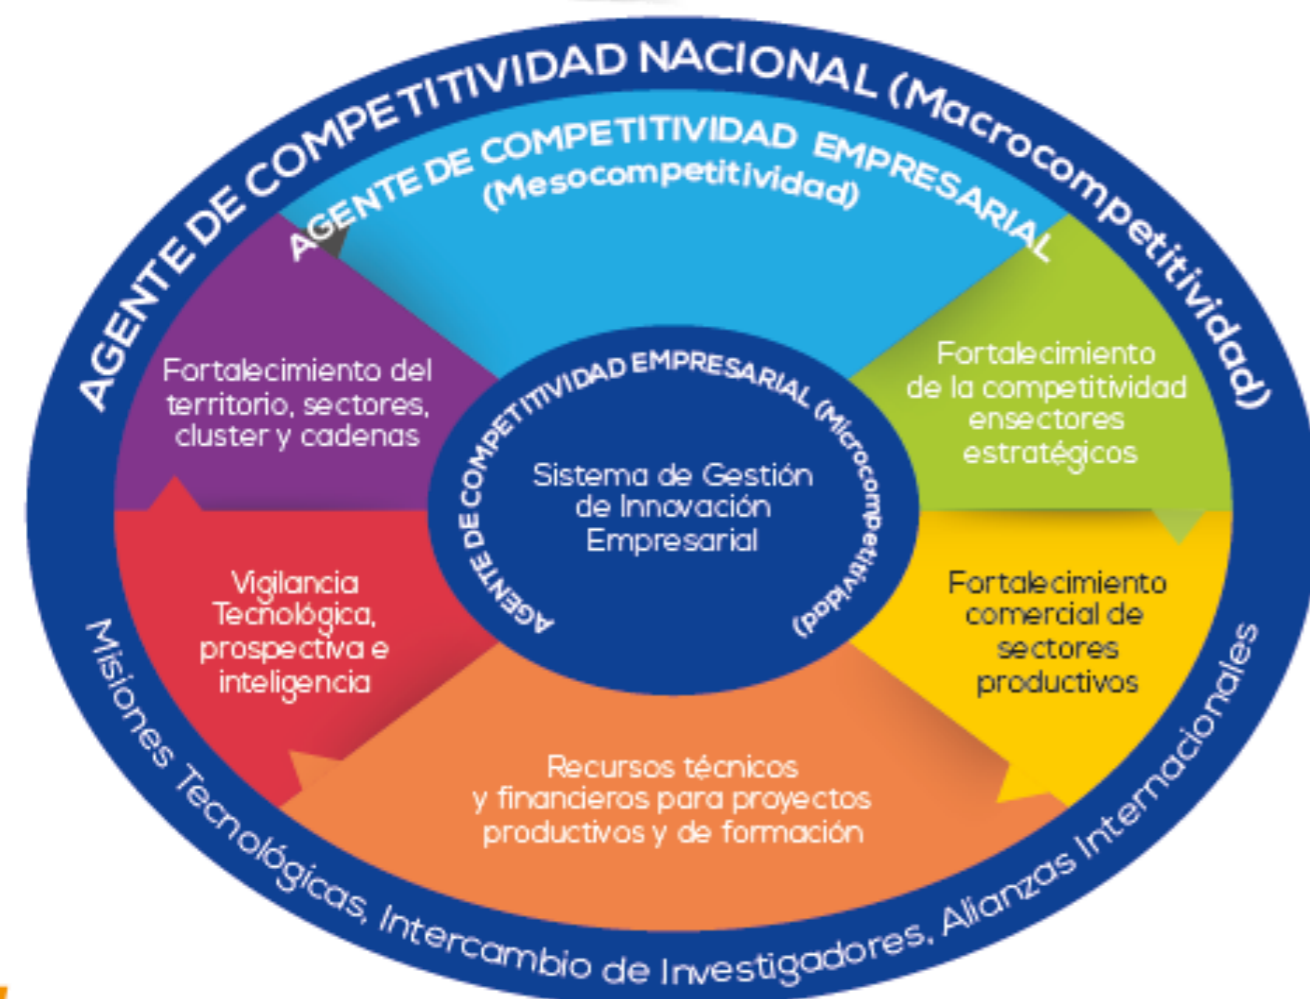 AGENTE DE COMPETITIVIDAD NACIONAL (Macrocompetitividad)
AGENTE DE COMPETITIVIDAD EMPRESARIAL
(Mesocompetitividad)
Fortalecimiento del
territorio, sectores,
cluster y cadenas
Fortalecimiento
de la competitividad
ensectores
estratégicos
AGENTE DE COMPETITIVIDAD EMPRESARIAL (Microcompetitividad)
Sistema de Gestión
de Innovación
Empresarial
Vigilancia
Tecnológica,
prospectiva e
inteligencia
Fortalecimiento
comercial de
sectores
productivos
Recursos técnicos
y financieros para proyectos
productivos y de formación
Misiones Tecnológicas, Intercambio de Investigadores, Alianzas Internacionales